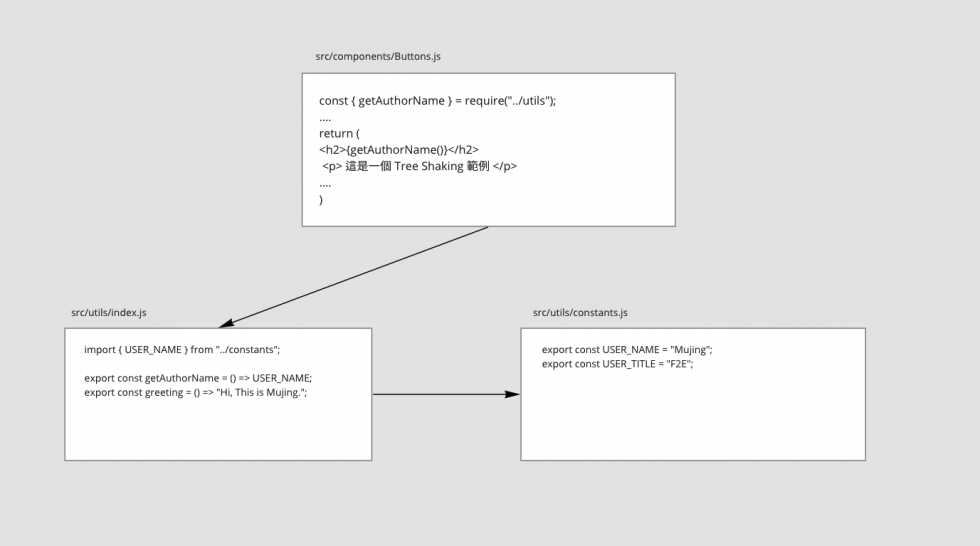 src/components/Buttons.js
const { getAuthorName } = require("../utils");
....
return (
<h2>{getAuthorName()}</h2>
<p> 這是一個 Tree Shaking 範例 </p>
....
)
src/utils/index.js
import { USER_NAME } from "../constants";
export const getAuthorName = () => USER_NAME;
export const greeting = () => "Hi, This is Mujing.";
src/utils/constants.js
export const USER_NAME = "Mujing";
export const USER_TITLE = "F2E";